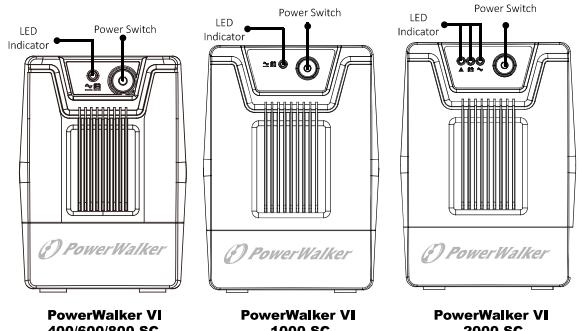 LED
Indicator
Power Switch
LED
Indicator
Power Switch
LED
Indicator
Power Switch
PowerWalker
PowerWalker
PowerWalker
PowerWalker VI
400/600/800 SC
PowerWalker VI
1000 SC
PowerWalker VI
2000 SC